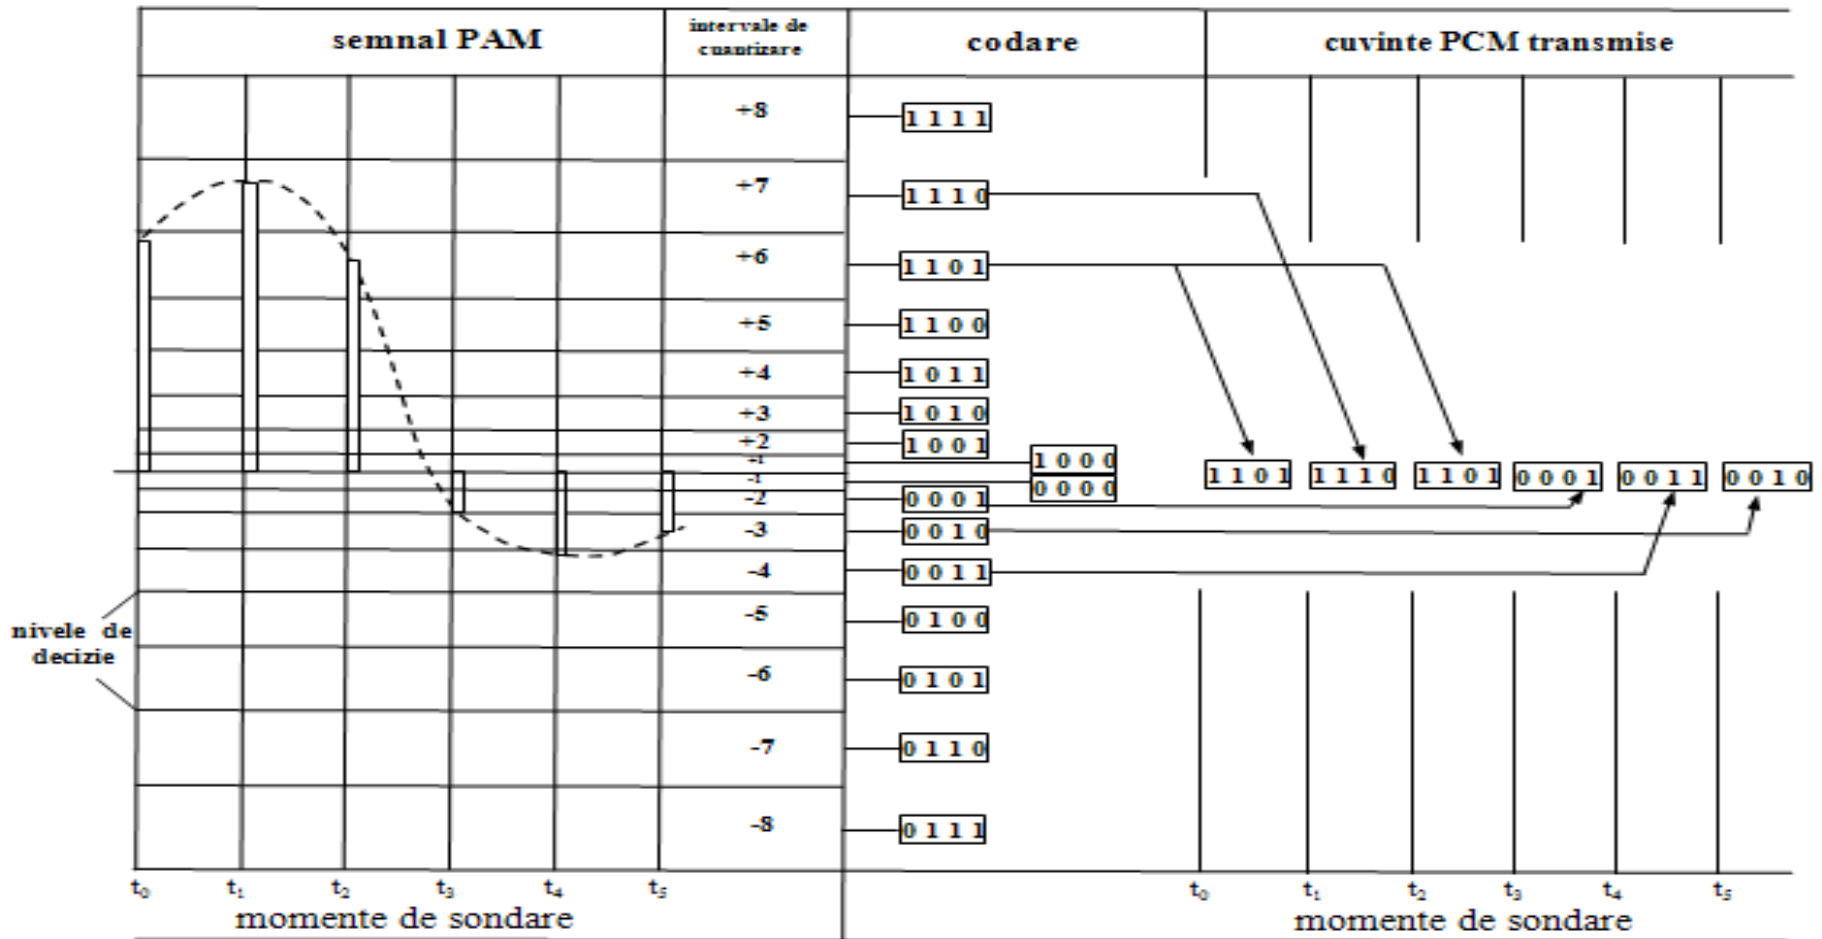 semnal PAM
intervale de
cuantizare
codare
cuvinte PCM transmise
+8
1 1 1 1
+7
1 1 1 0
+6
1 1 0 1
+5
1 1 0 0
+4
1 0 1 1
+3
1 0 1 0
+2
1 0 0 1
+1
1 0 0 0
-1
0 0 0 0
-2
0 0 0 1
-3
0 0 1 0
-4
0 0 1 1
-5
0 1 0 0
-6
0 1 0 1
-7
0 1 1 0
-8
0 1 1 1
1 1 0 1 1 1 1 0 1 1 0 1 0 0 0 1 0 0 1 1 0 0 1 0
nivele de
decizie
t₀ t₁ t₂ t₃ t₄ t₅
momente de sondare
t₀ t₁ t₂ t₃ t₄ t₅
momente de sondare